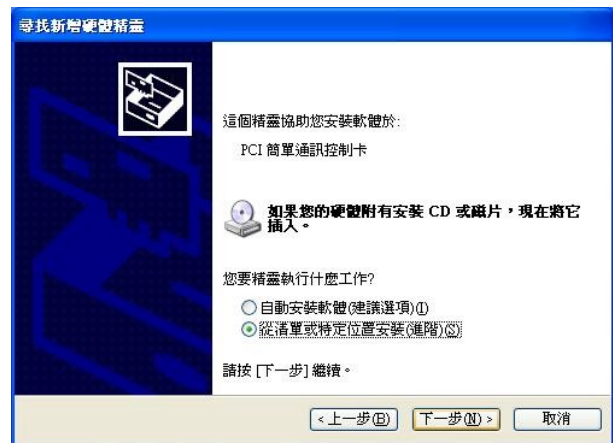 尋找新增硬體精靈
這個精靈協助您安裝軟體於:
PCI 簡單通訊控制卡
如果您的硬體附有安裝 CD 或磁片，現在將它
插入。
您要精靈執行什麼工作?
自動安裝軟體(建議選項)(I)
從清單或特定位置安裝(進階)(S)
請按 [下一步] 繼續。
<上一步(B) 下一步(N)> 取消